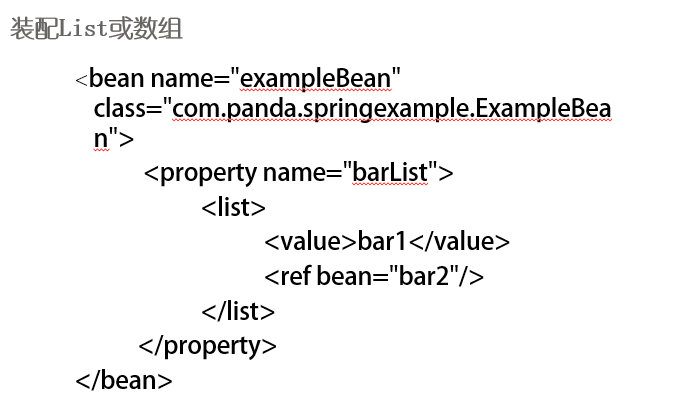 装配List或数组
<bean name="exampleBean"
class="com.panda.springexample.ExampleBea
n">
<property name="barList">
<list>
<value>bar1</value>
<ref bean="bar2"/>
</list>
</property>
</bean>